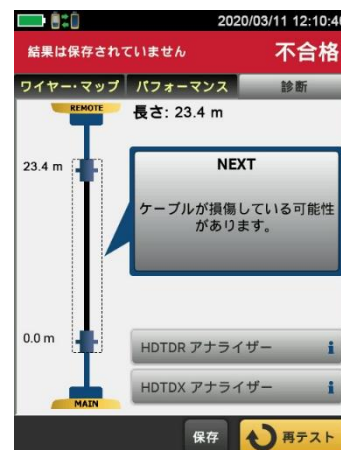 2020/03/11 12:10:40
結果は保存されていません 不合格
ワイヤー・マップ パフォーマンス 診断
REMOTE
長さ: 23.4 m
23.4 m
NEXT
ケーブルが損傷している可能性
があります。
0.0 m
HDTDR アナライザー i
HDTDX アナライザー i
MAIN
保存 再テスト